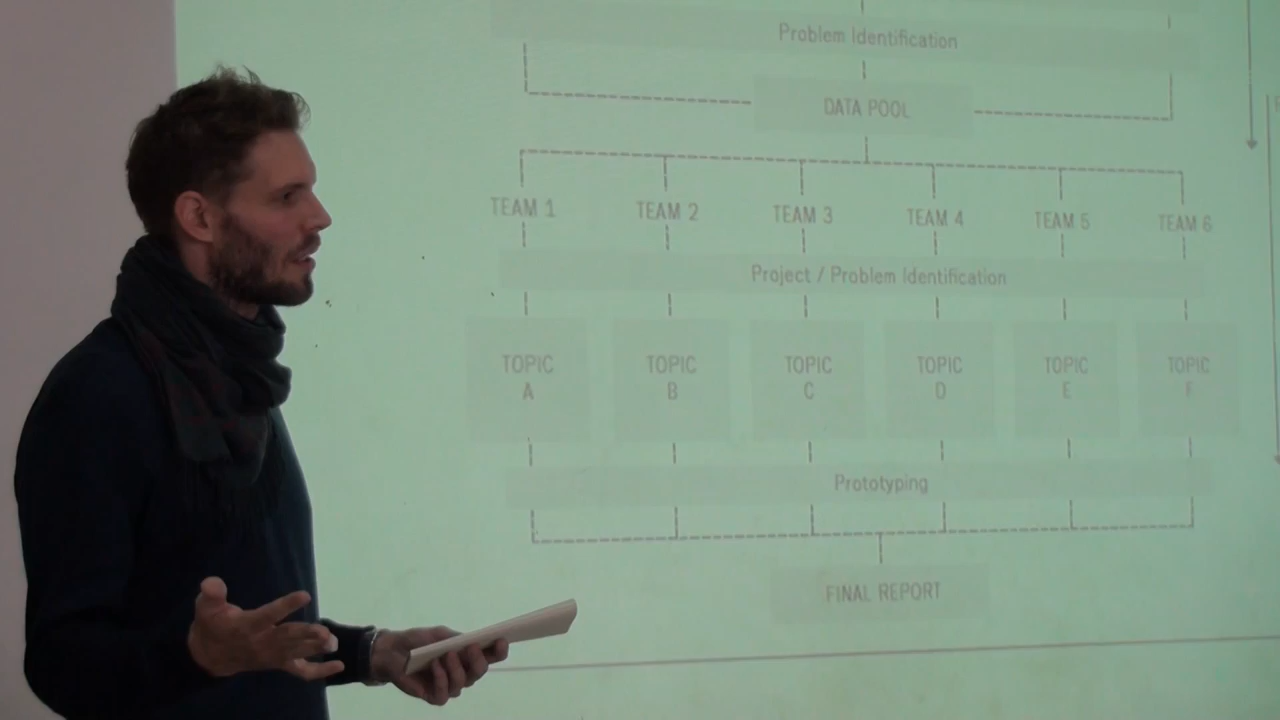 Problem Identification
DATA POOL
TEAM 1 TEAM 2 TEAM 3 TEAM 4 TEAM 5 TEAM 6
Project / Problem Identification
TOPIC TOPIC TOPIC TOPIC TOPIC TOPIC
A B C D E F
Prototyping
FINAL REPORT